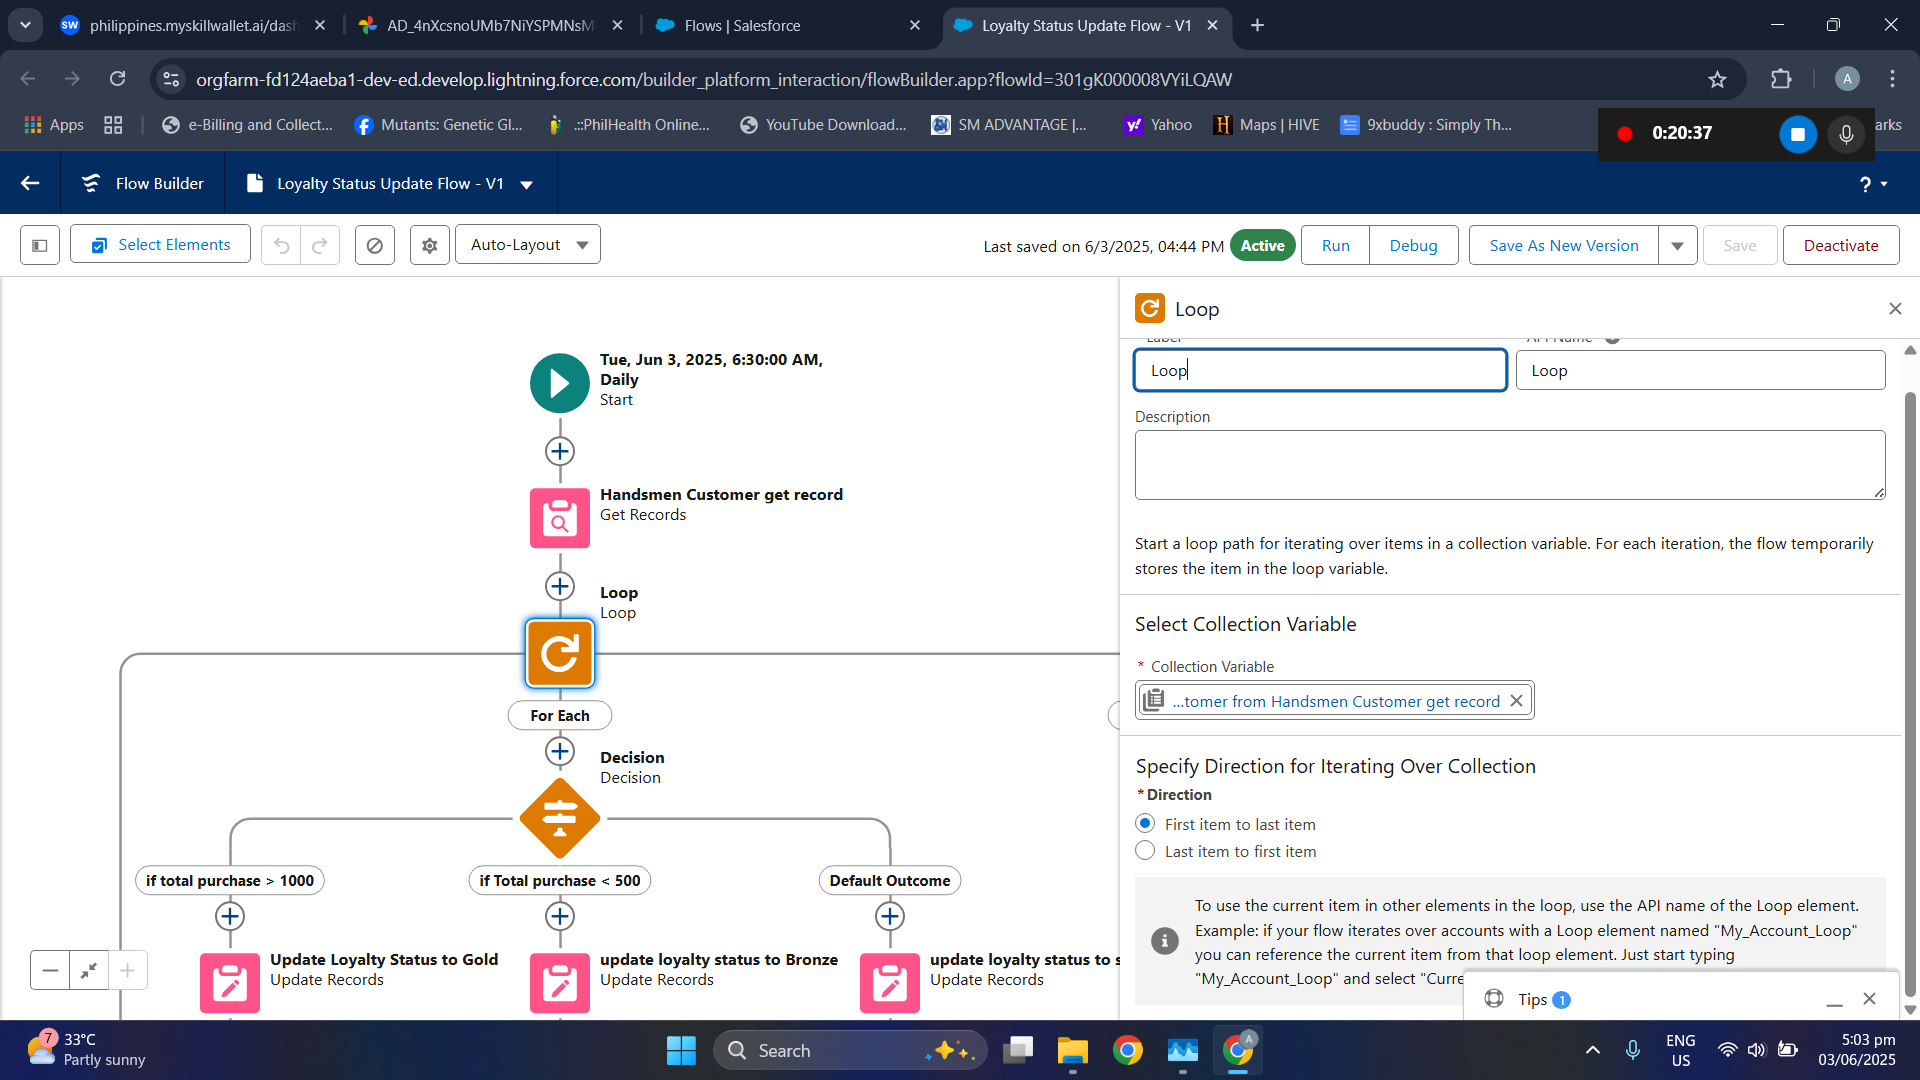 philippines.myskillwallet.ai/dash
AD_4nXcsnoUMb7NiYSPMNsM
Flows | Salesforce
Loyalty Status Update Flow - V1
orgfarm-fd124aeba1-dev-ed.develop.lightning.force.com/builder_platform_interaction/flowBuilder.app?flowId=301gK000008VYiLQAW
A
Apps
e-Billing and Collect...
Mutants: Genetic Gl...
.::PhilHealth Online...
YouTube Download...
SM ADVANTAGE |...
Yahoo
Maps | HIVE
9xbuddy : Simply Th...
0:20:37
arks
Flow Builder
Loyalty Status Update Flow - V1
?
Select Elements
Auto-Layout
Last saved on 6/3/2025, 04:44 PM
Active
Run
Debug
Save As New Version
Save
Deactivate
Tue, Jun 3, 2025, 6:30:00 AM,
Daily
Start
Handsmen Customer get record
Get Records
Loop
Loop
For Each
Decision
Decision
if total purchase > 1000
if Total purchase < 500
Default Outcome
Update Loyalty Status to Gold
Update Records
update loyalty status to Bronze
Update Records
update loyalty status to s
Update Records
Loop
Label
API Name
Loop
Loop
Description
Start a loop path for iterating over items in a collection variable. For each iteration, the flow temporarily
stores the item in the loop variable.
Select Collection Variable
* Collection Variable
...tomer from Handsmen Customer get record
Specify Direction for Iterating Over Collection
* Direction
First item to last item
Last item to first item
To use the current item in other elements in the loop, use the API name of the Loop element.
Example: if your flow iterates over accounts with a Loop element named "My_Account_Loop"
you can reference the current item from that loop element. Just start typing
"My_Account_Loop" and select "Curre
Tips 1
7
33°C
Partly sunny
Search
A
ENG
US
5:03 pm
03/06/2025